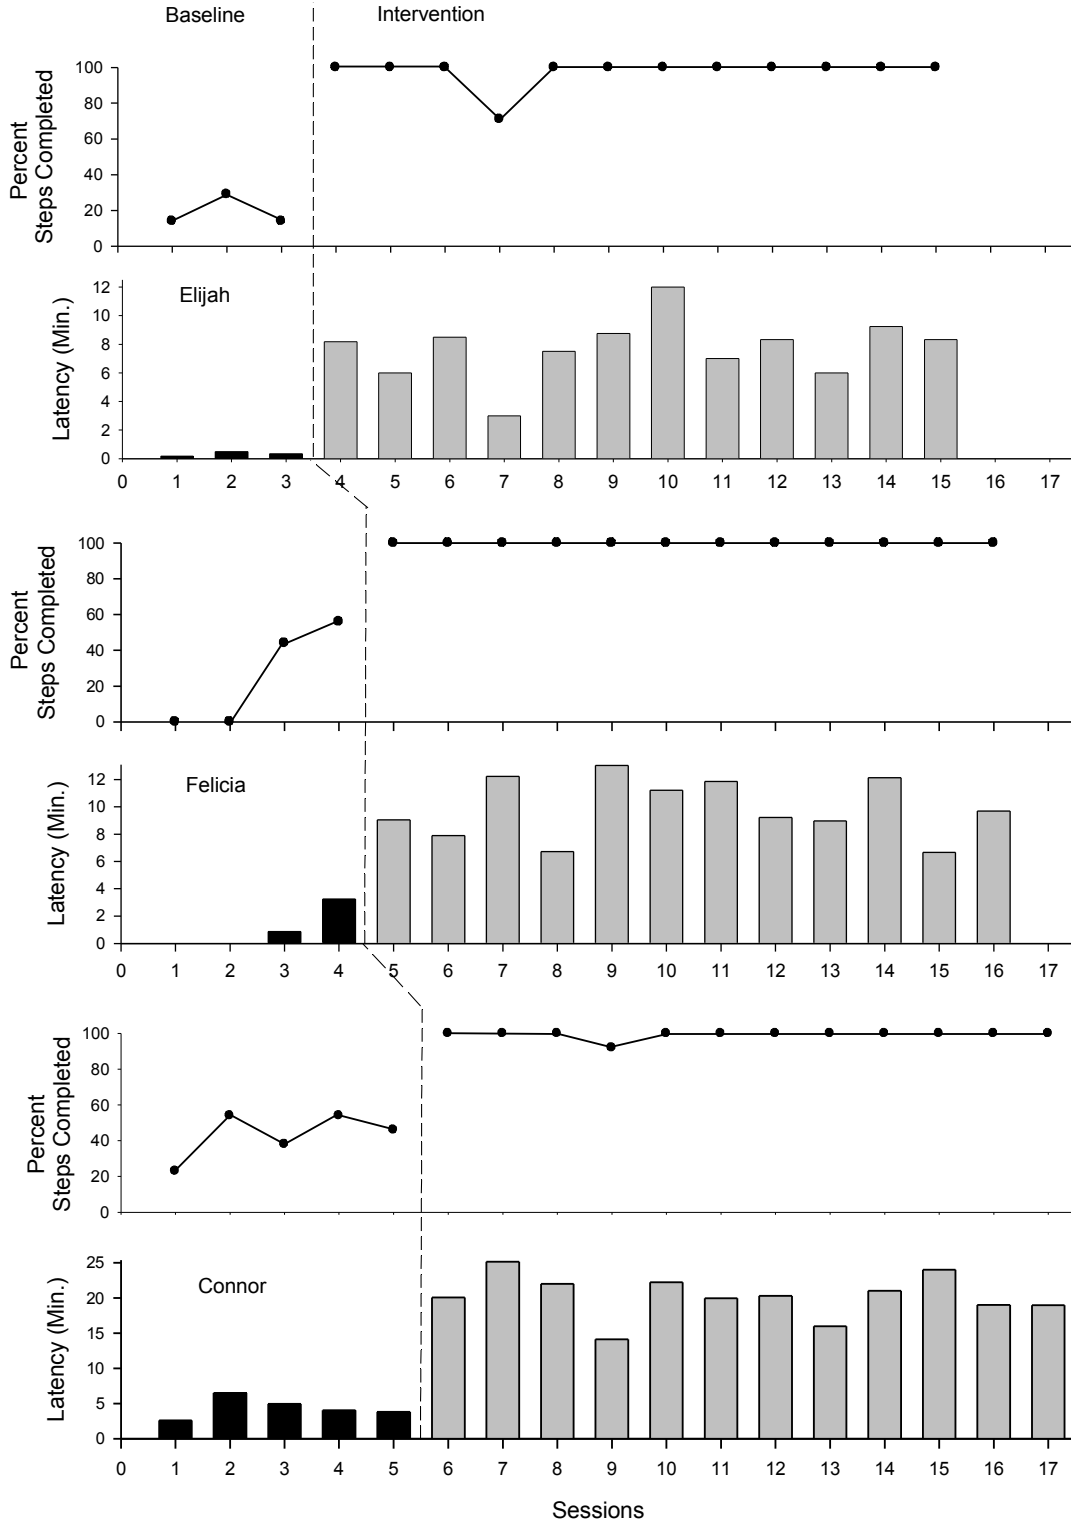 Baseline Intervention
Percent
Steps Completed
100
80
60
40
20
0
Elijah
Latency (Min.)
12
10
8
6
4
2
0
0 1 2 3 4 5 6 7 8 9 10 11 12 13 14 15 16 17
Percent
Steps Completed
100
80
60
40
20
0
Felicia
Latency (Min.)
12
10
8
6
4
2
0
0 1 2 3 4 5 6 7 8 9 10 11 12 13 14 15 16 17
Percent
Steps Completed
100
80
60
40
20
0
Connor
Latency (Min.)
25
20
15
10
5
0
0 1 2 3 4 5 6 7 8 9 10 11 12 13 14 15 16 17
Sessions